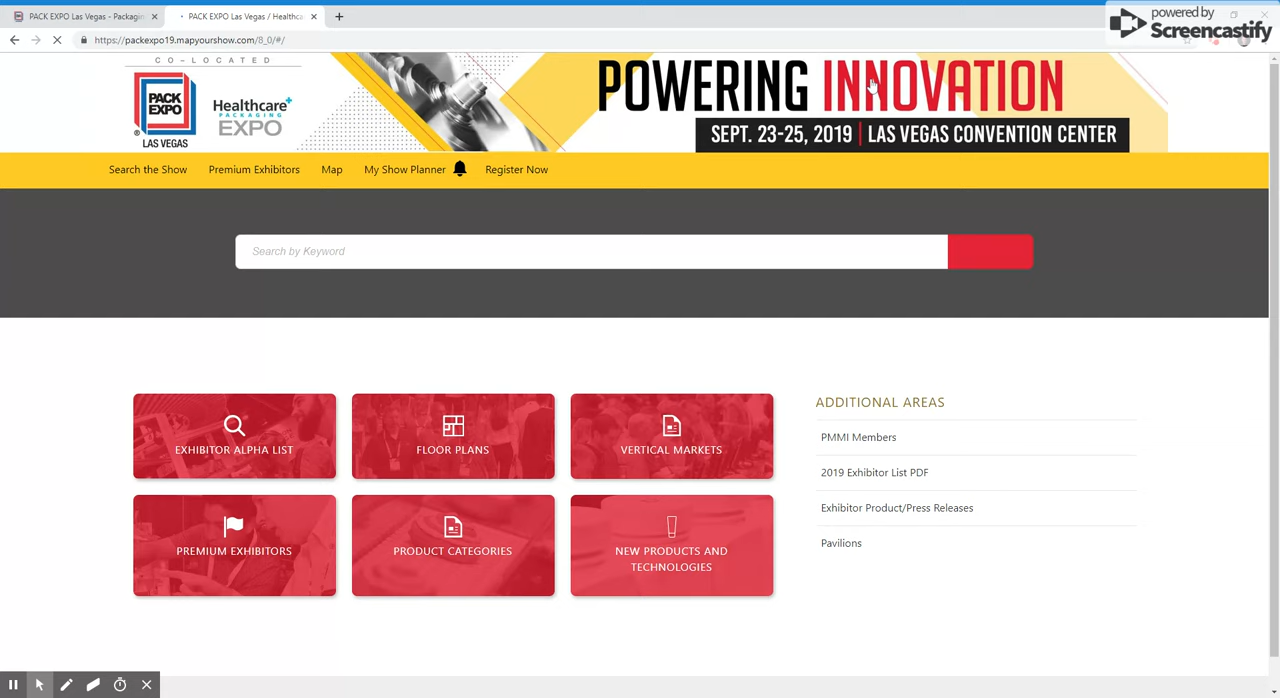 PACK EXPO Las Vegas - Packagin
PACK EXPO Las Vegas / Healthca
powered by
Screencastify
https://packexpo19.mapyourshow.com/8_0/#/
CO-LOCATED
PACK
EXPO
®
LAS VEGAS
Healthcare
PACKAGING
EXPO
POWERING INNOVATION
SEPT. 23-25, 2019 | LAS VEGAS CONVENTION CENTER
Search the Show
Premium Exhibitors
Map
My Show Planner
Register Now
Search by Keyword
EXHIBITOR ALPHA LIST
FLOOR PLANS
VERTICAL MARKETS
PREMIUM EXHIBITORS
PRODUCT CATEGORIES
NEW PRODUCTS AND
TECHNOLOGIES
ADDITIONAL AREAS
PMMI Members
2019 Exhibitor List PDF
Exhibitor Product/Press Releases
Pavilions